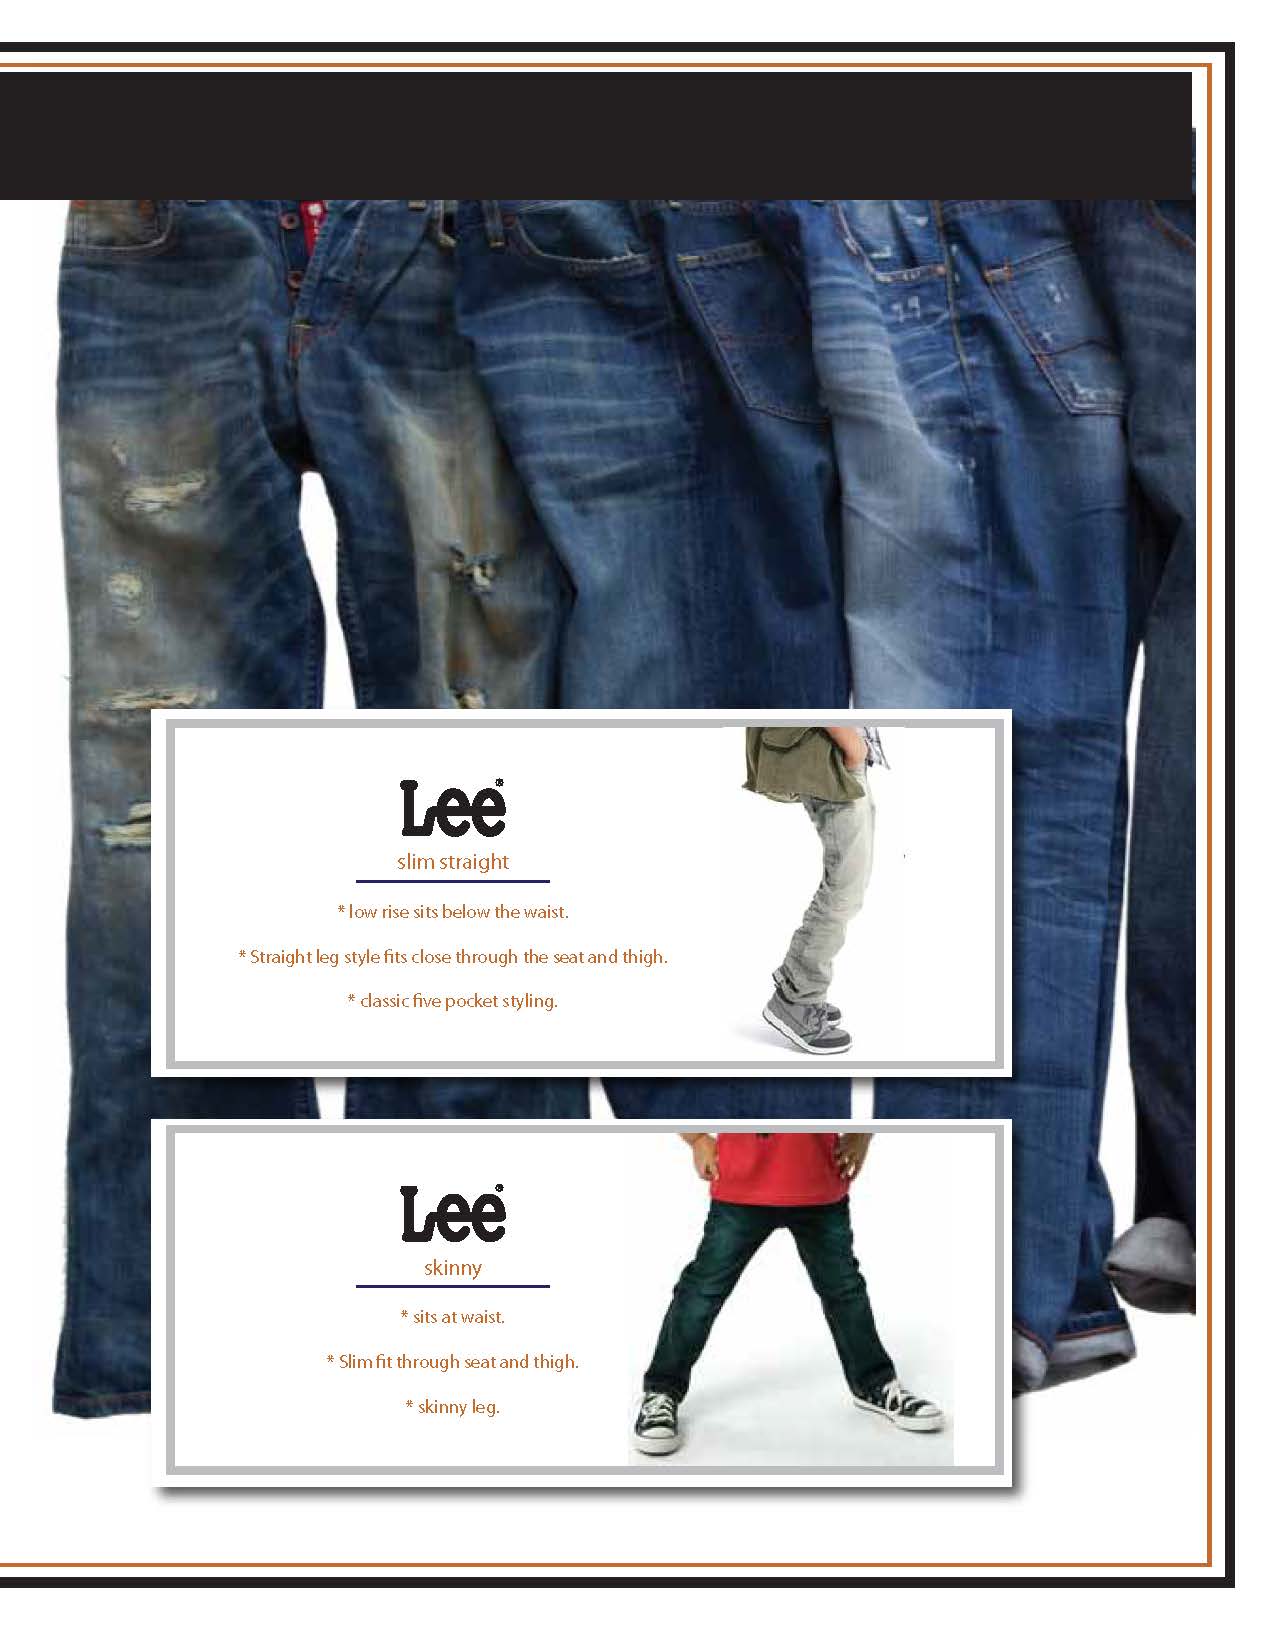 Lee®
slim straight
* low rise sits below the waist.
* Straight leg style fits close through the seat and thigh.
* classic five pocket styling.
Lee®
skinny
* sits at waist.
* Slim fit through seat and thigh.
* skinny leg.